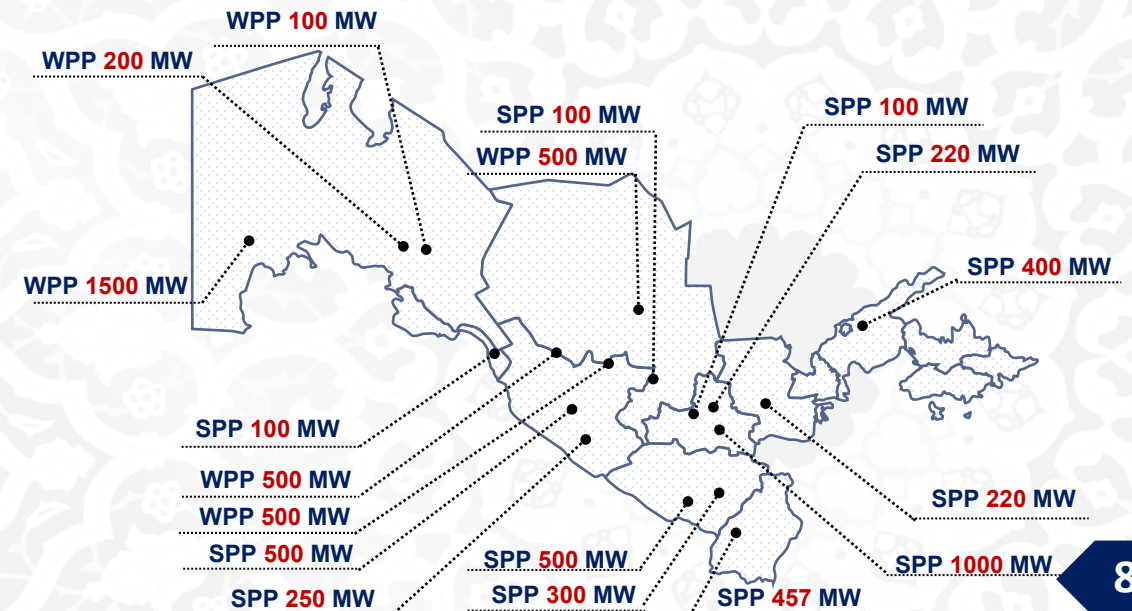 WPP 100 MW
WPP 200 MW
SPP 100 MW
WPP 500 MW
SPP 100 MW
SPP 220 MW
SPP 400 MW
WPP 1500 MW
SPP 100 MW
WPP 500 MW
WPP 500 MW
SPP 500 MW
SPP 250 MW
SPP 500 MW
SPP 300 MW
SPP 457 MW
SPP 220 MW
SPP 1000 MW
8